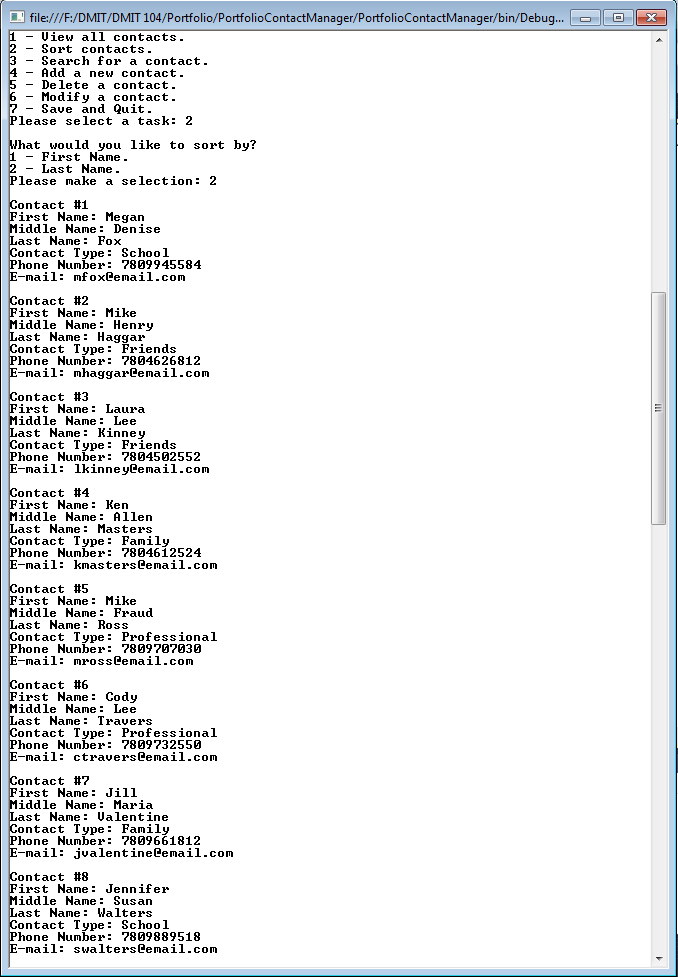 file:///F:/DMIT/DMIT 104/Portfolio/PortfolioContactManager/PortfolioContactManager/bin/Debug...
1 - View all contacts.
2 - Sort contacts.
3 - Search for a contact.
4 - Add a new contact.
5 - Delete a contact.
6 - Modify a contact.
7 - Save and Quit.
Please select a task: 2
What would you like to sort by?
1 - First Name.
2 - Last Name.
Please make a selection: 2
Contact #1
First Name: Megan
Middle Name: Denise
Last Name: Fox
Contact Type: School
Phone Number: 7809945584
E-mail: mfox@email.com
Contact #2
First Name: Mike
Middle Name: Henry
Last Name: Haggar
Contact Type: Friends
Phone Number: 7804626812
E-mail: mhaggar@email.com
Contact #3
First Name: Laura
Middle Name: Lee
Last Name: Kinney
Contact Type: Friends
Phone Number: 7804502552
E-mail: lkinney@email.com
Contact #4
First Name: Ken
Middle Name: Allen
Last Name: Masters
Contact Type: Family
Phone Number: 7804612524
E-mail: kmasters@email.com
Contact #5
First Name: Mike
Middle Name: Fraud
Last Name: Ross
Contact Type: Professional
Phone Number: 7809707030
E-mail: mross@email.com
Contact #6
First Name: Cody
Middle Name: Lee
Last Name: Travers
Contact Type: Professional
Phone Number: 7809732550
E-mail: ctravers@email.com
Contact #7
First Name: Jill
Middle Name: Maria
Last Name: Valentine
Contact Type: Family
Phone Number: 7809661812
E-mail: jvalentine@email.com
Contact #8
First Name: Jennifer
Middle Name: Susan
Last Name: Walters
Contact Type: School
Phone Number: 7809889518
E-mail: swalters@email.com